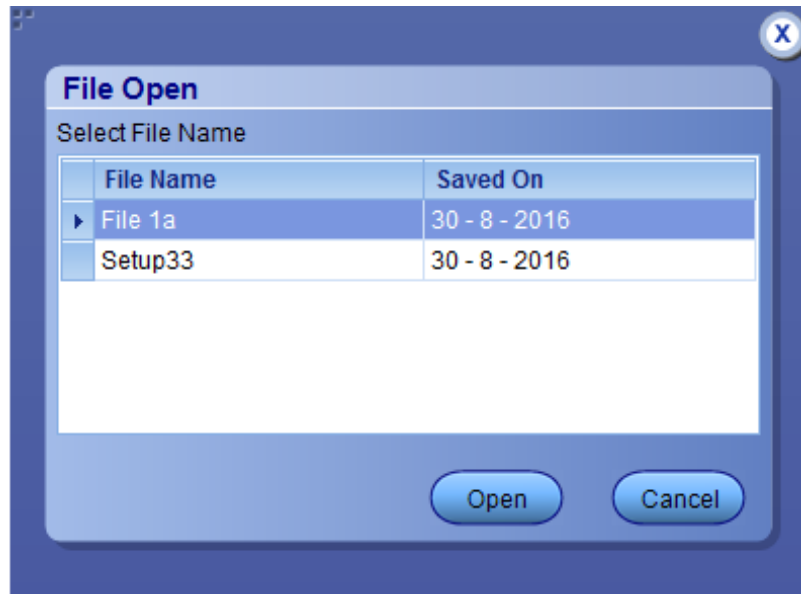 X
File Open
Select File Name
File Name Saved On
File 1a 30 - 8 - 2016
Setup33 30 - 8 - 2016
Open Cancel